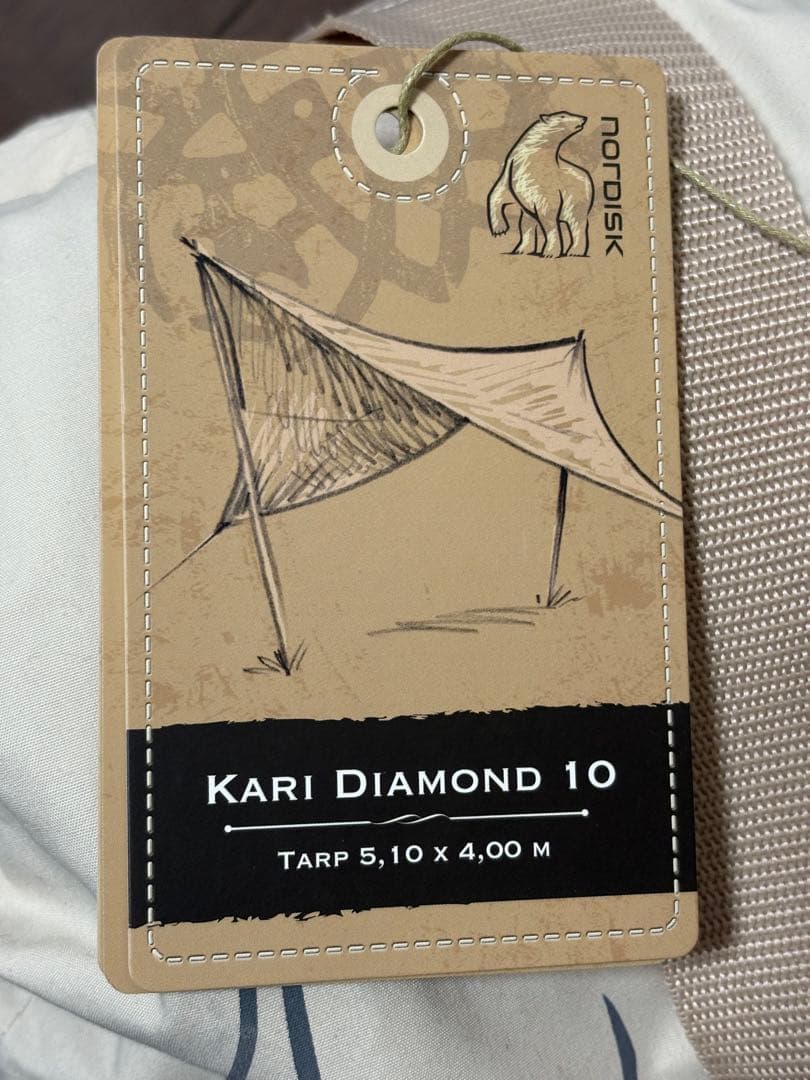 nordisk
Kari Diamond 10
Tarp 5,10 x 4,00 m